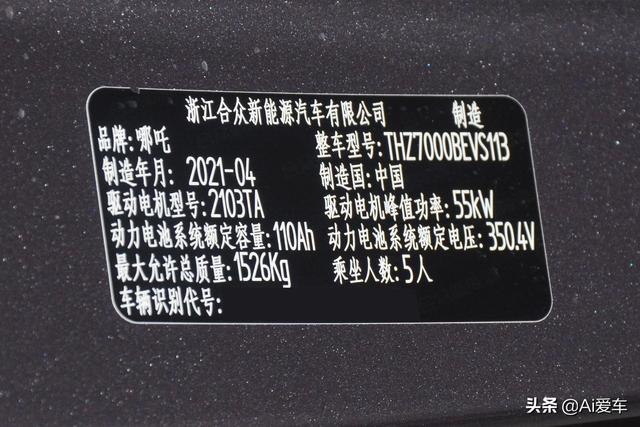 浙江合众新能源汽车有限公司 制造
品牌:哪吒 整车型号:THZ7000BEVS113
制造年月: 2021-04 制造国:中国
驱动电机型号:2103TA 驱动电机峰值功率:55kW
动力电池系统额定容量:110Ah 动力电池系统额定电压:350.4V
最大允许总质量:1526Kg 乘坐人数:5人
车辆识别代号:
头条 @Ai爱车